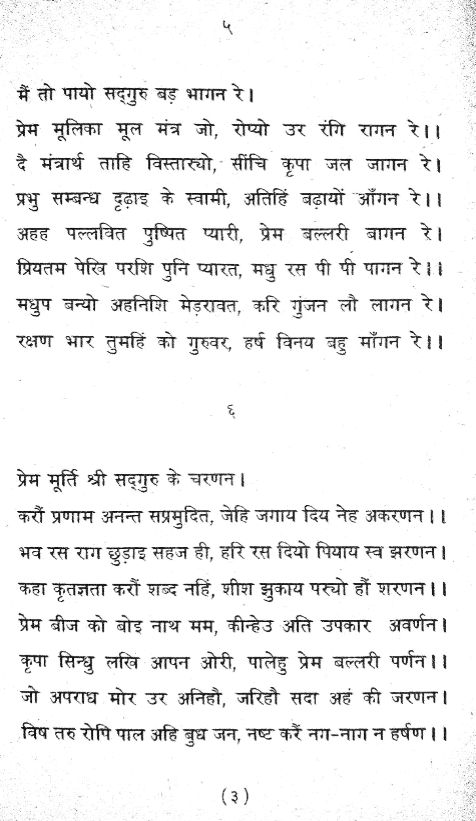 ५
मैं तो पायो सद्‌गुरु बड़ भागन रे।
प्रेम मूलिका मूल मंत्र जो, रोप्यो उर रंगि रागन रे।।
दै मंत्रार्थ ताहि विस्तार्‌यो, सींचि कृपा जल जागन रे।
प्रभु सम्बन्ध दृढ़ाइ के स्वामी, अतिहिं बढ़ायों आँगन रे।।
अहह पल्लवित पुष्पित प्यारी, प्रेम बल्लरी बागन रे।
प्रियतम पेखि परशि पुनि प्यारत, मधु रस पी पी पागन रे।।
मधुप बन्यो अहनिशि मेड़रावत, करि गुंजन लौ लागन रे।
रक्षण भार तुमहिं को गुरुवर, हर्ष विनय बहु माँगन रे।।
६
प्रेम मूर्ति श्री सद्‌गुरु के चरणन।
करौं प्रणाम अनन्त सप्रमुदित, जेहि जगाय दिय नेह अकरणन।।
भव रस राग छुड़ाइ सहज ही, हरि रस दियो पियाय स्व झरणन।
कहा कृतज्ञता करौं शब्द नहिं, शीश झुकाय पर्‌यो हौं शरणन।।
प्रेम बीज को बोइ नाथ मम, कीन्हेउ अति उपकार अवर्णन।
कृपा सिन्धु लखि आपन ओरी, पालेहु प्रेम बल्लरी पर्णन।।
जो अपराध मोर उर अनिहौ, जरिहौ सदा अहं की जरणन।
विष तरु रोपि पाल अहि बुध जन, नष्ट करैं नग-नाग न हर्षण।।
(३)